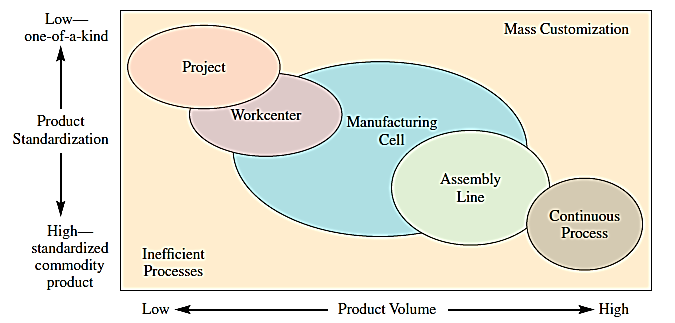 Low—
one-of-a-kind
Product
Standardization
High—
standardized
commodity
product
Mass Customization
Project
Workcenter
Manufacturing
Cell
Assembly
Line
Continuous
Process
Inefficient
Processes
Low
Product Volume
High